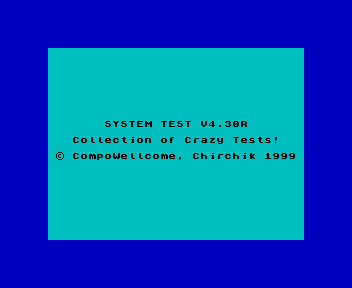 SYSTEM TEST V4.30R
Collection of Crazy Tests!
© CompoWellcome, Chirchik 1999